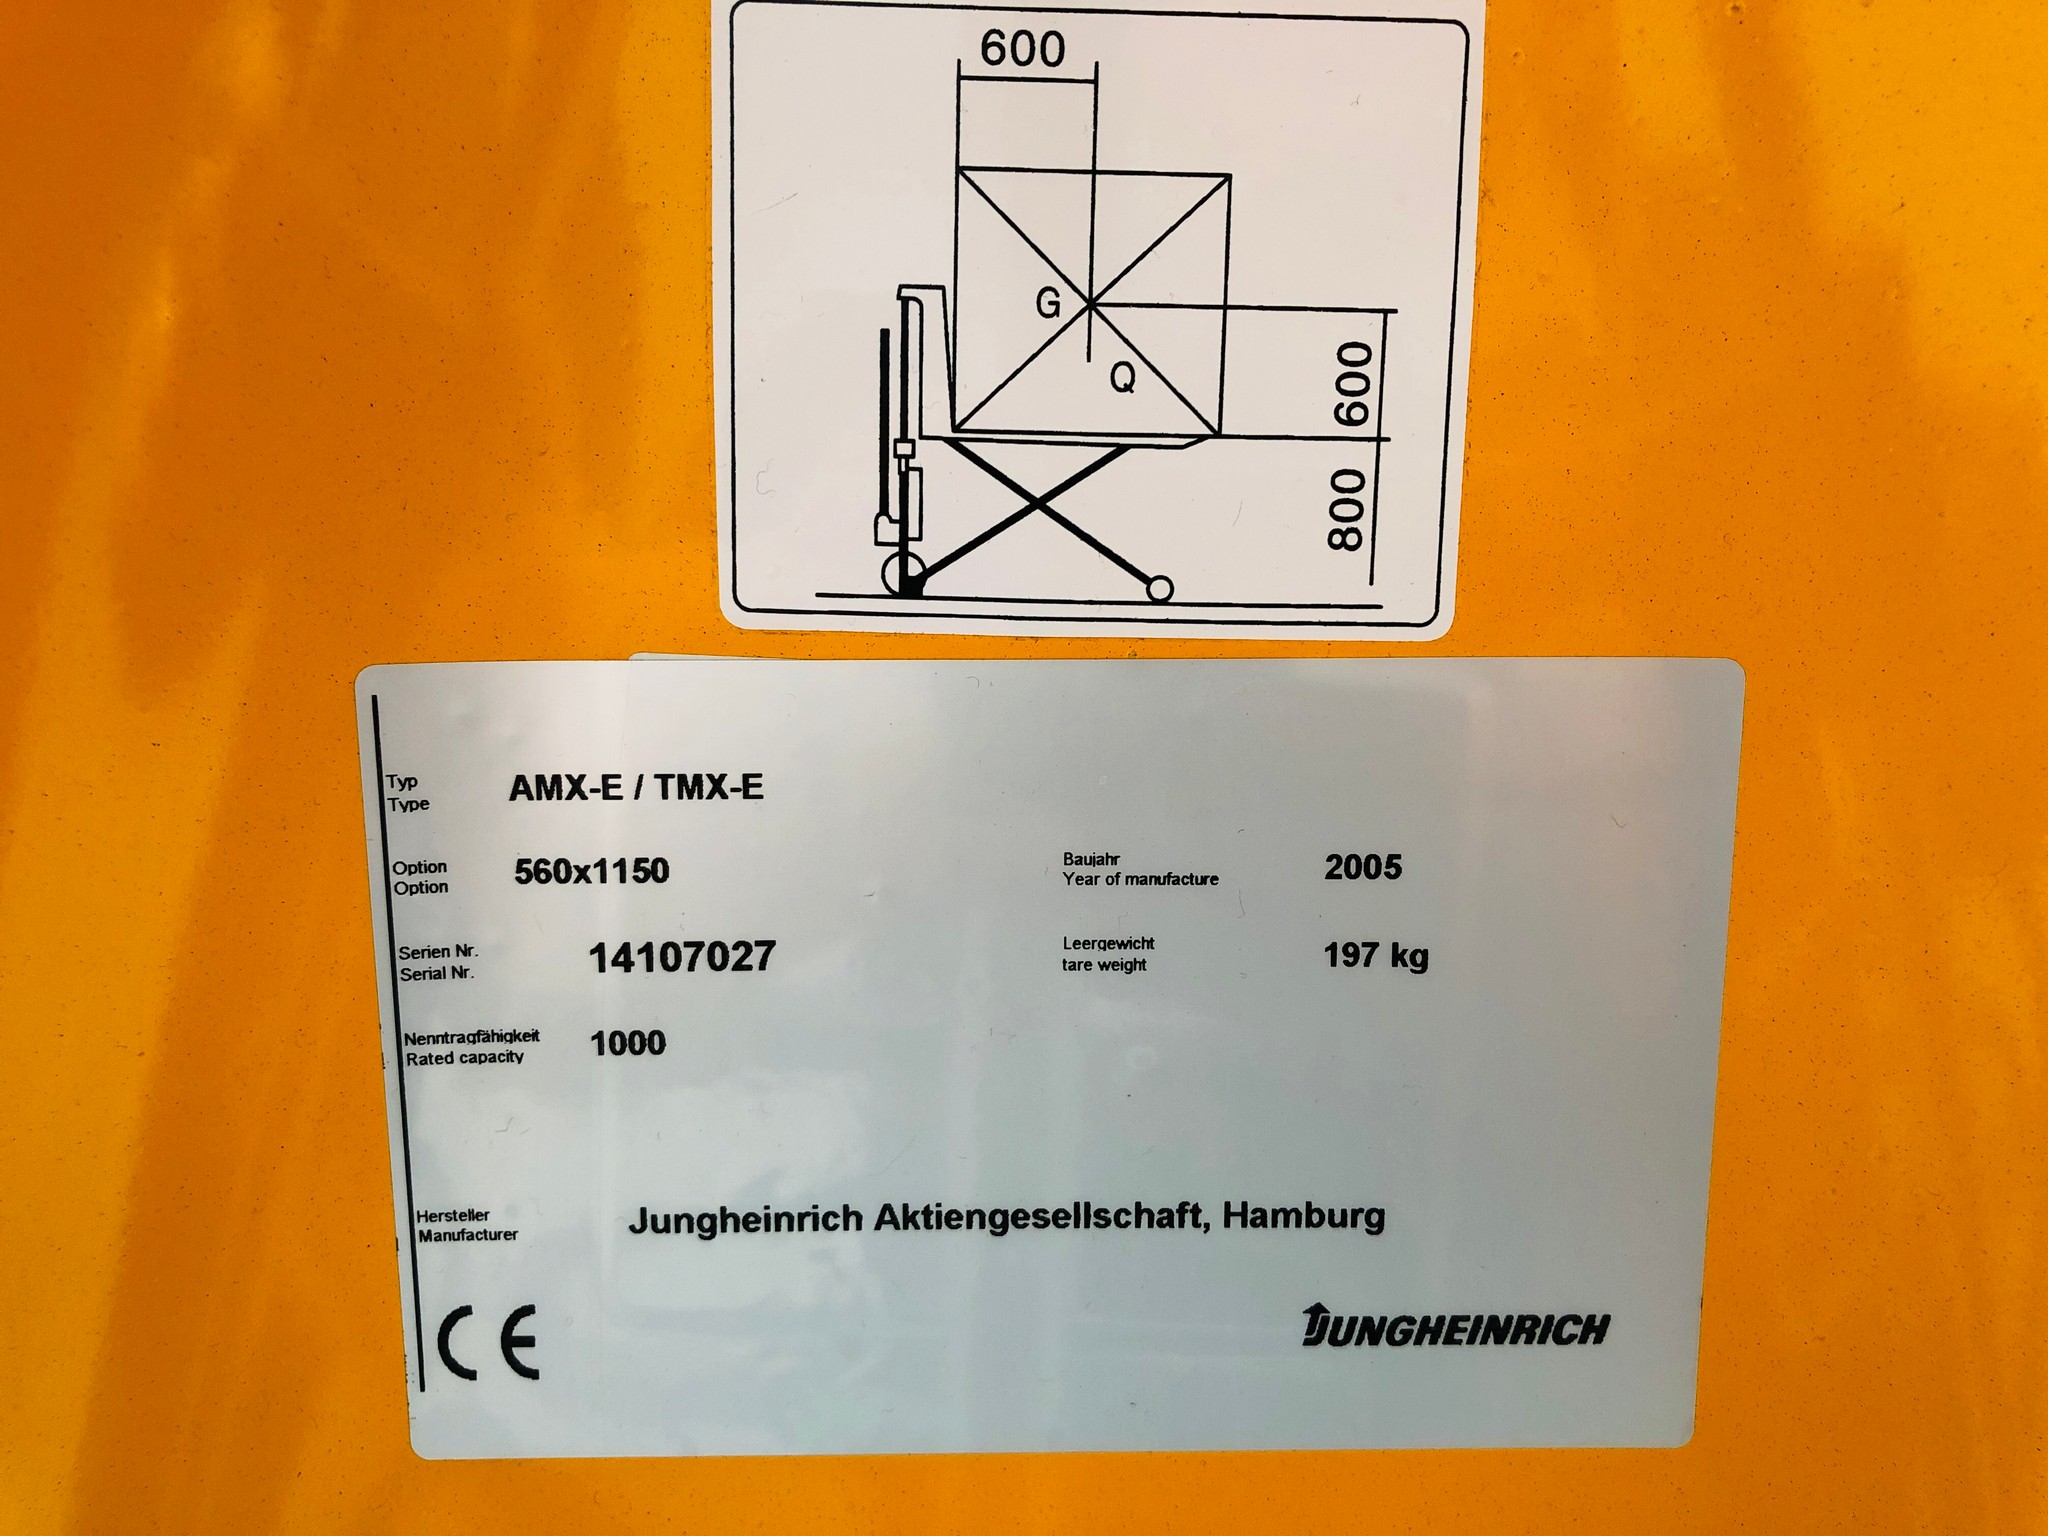 600
G
Q
600
800
Typ
Type
AMX-E / TMX-E
Option
Option
560x1150
Baujahr
Year of manufacture
2005
Serien Nr.
Serial Nr.
14107027
Leergewicht
tare weight
197 kg
Nenntragfähigkeit
Rated capacity
1000
Hersteller
Manufacturer
Jungheinrich Aktiengesellschaft, Hamburg
CE
JUNGHEINRICH